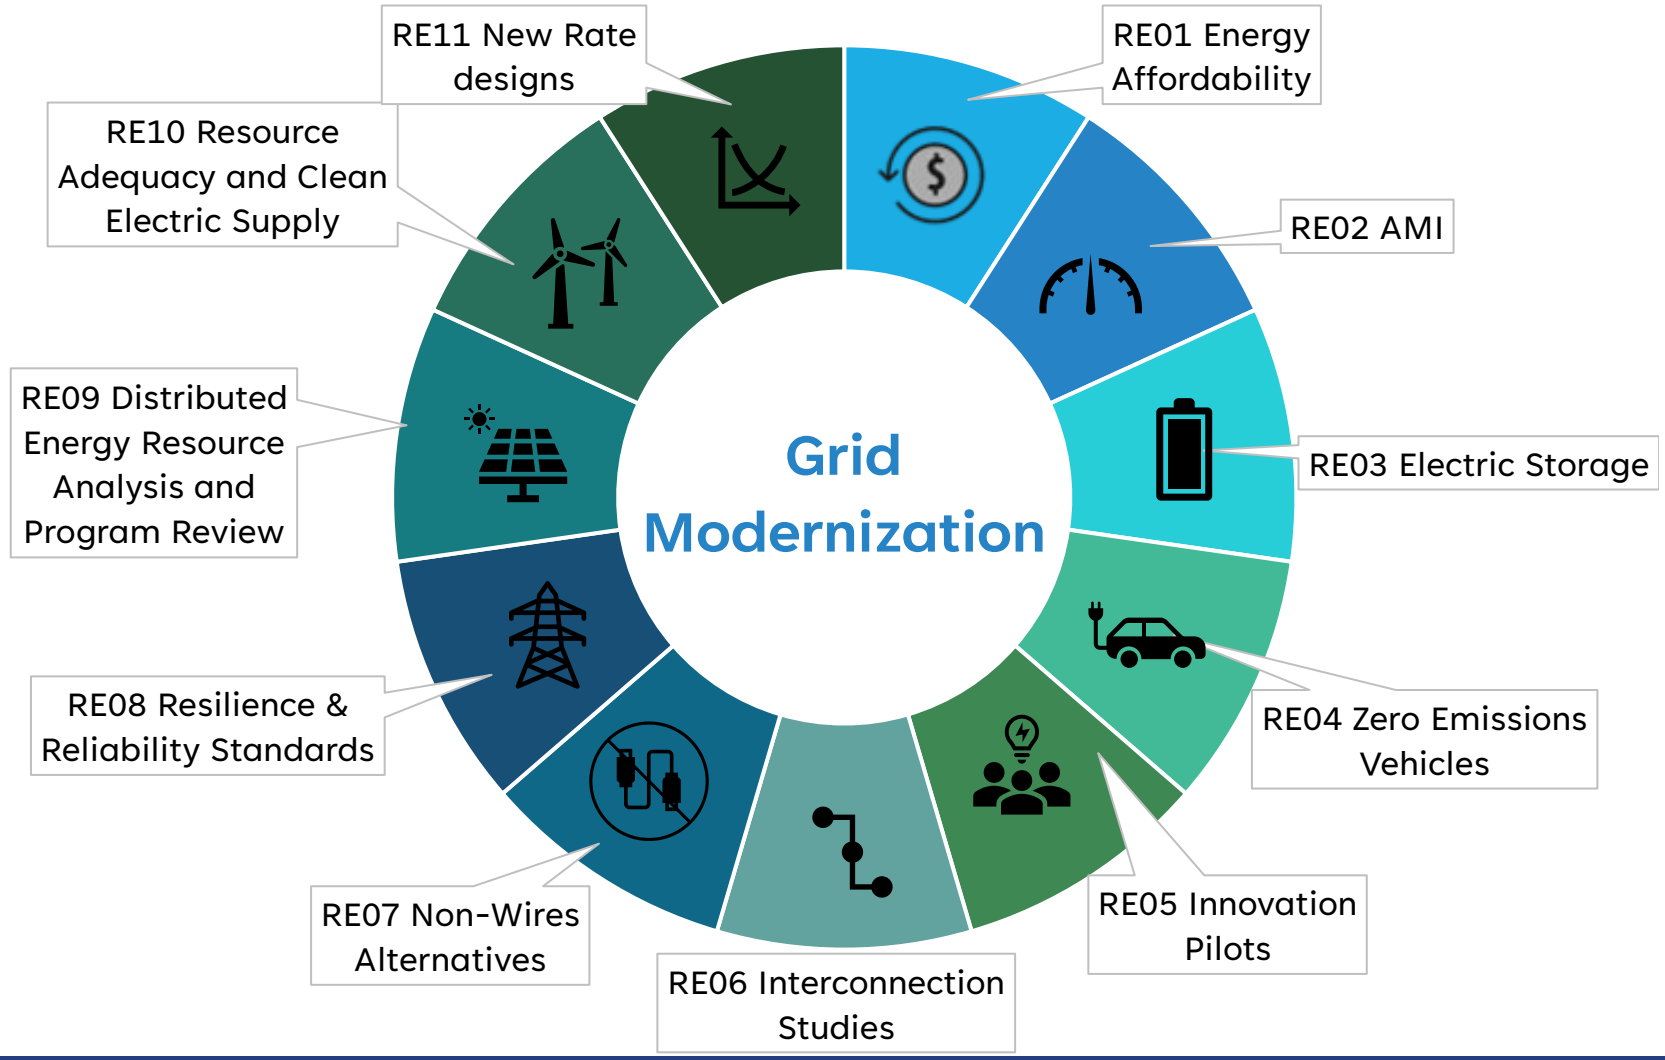 RE11 New Rate
designs
RE01 Energy
Affordability
RE10 Resource
Adequacy and Clean
Electric Supply
RE02 AMI
$
RE09 Distributed
Energy Resource
Analysis and
Program Review
Grid
Modernization
RE03 Electric Storage
RE08 Resilience &
Reliability Standards
RE04 Zero Emissions
Vehicles
RE07 Non-Wires
Alternatives
RE05 Innovation
Pilots
RE06 Interconnection
Studies